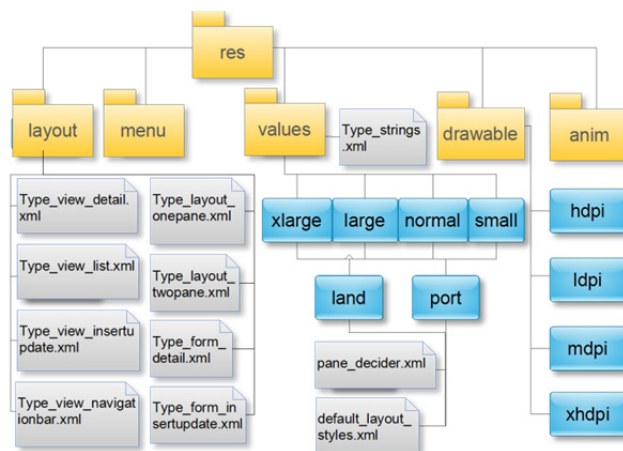 res
layout
menu
values
drawable
anim
Type_strings
.xml
Type_view_detail.
xml
Type_layout_
onepane.xml
Type_view_list.xml
Type_layout_
twopane.xml
Type_view_insertu
pdate.xml
Type_form_
detail.xml
Type_view_navigat
ionbar.xml
Type_form_in
sertupdate.xml
xlarge
large
normal
small
land
port
pane_decider.xml
default_layout_
styles.xml
hdpi
ldpi
mdpi
xhdpi